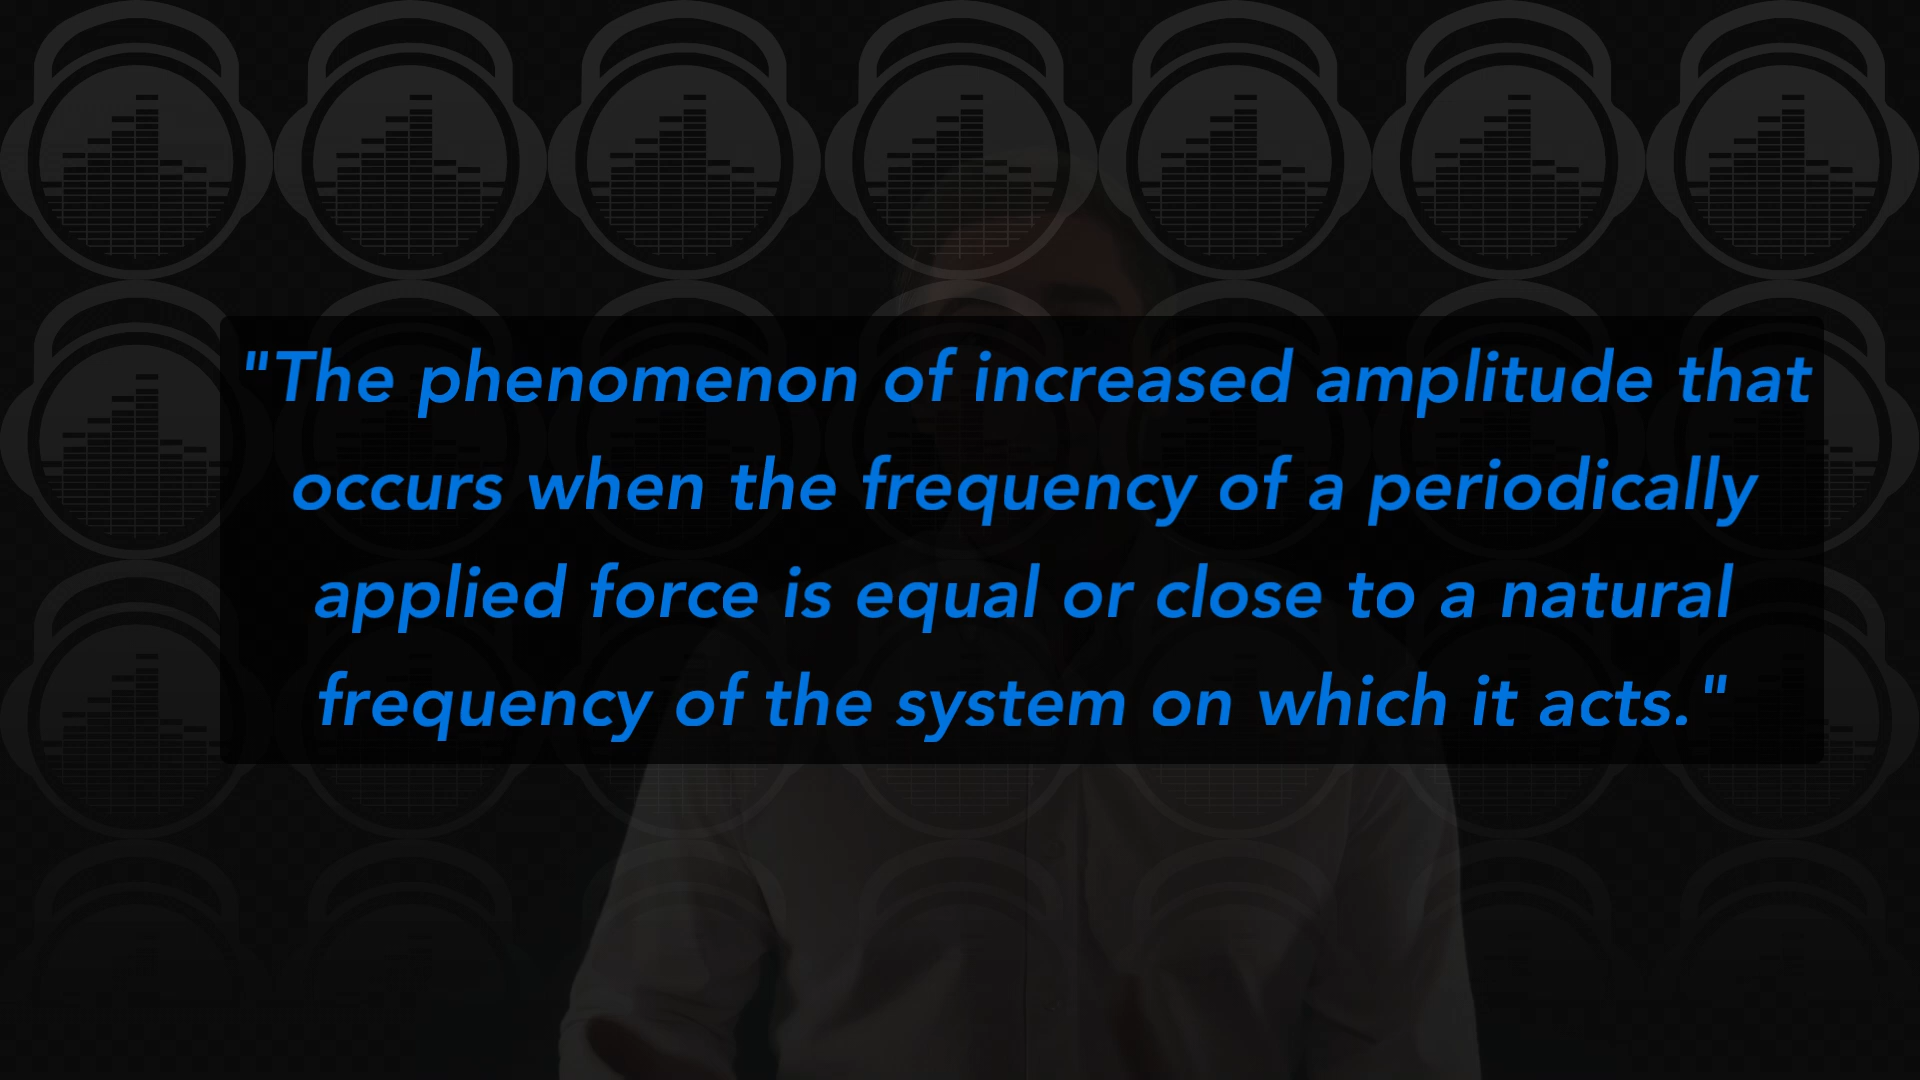 "The phenomenon of increased amplitude that
occurs when the frequency of a periodically
applied force is equal or close to a natural
frequency of the system on which it acts."